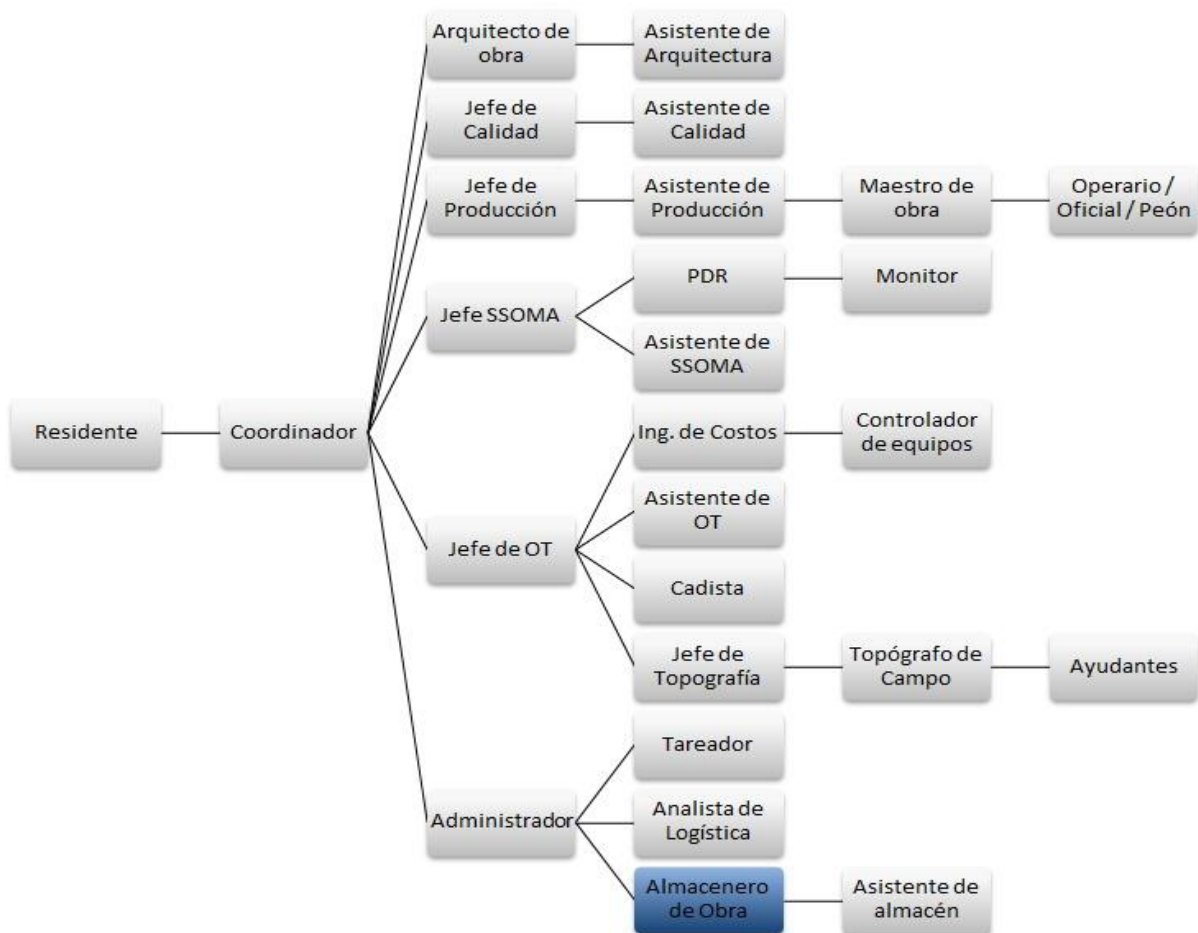 Arquitecto de
obra
Asistente de
Arquitectura
Jefe de
Calidad
Asistente de
Calidad
Jefe de
Producción
Asistente de
Producción
Maestro de
obra
Operario /
Oficial / Peón
PDR
Monitor
Jefe SSOMA
Asistente de
SSOMA
Residente
Coordinador
Ing. de Costos
Controlador
de equipos
Asistente de
OT
Jefe de OT
Cadista
Jefe de
Topografía
Topógrafo de
Campo
Ayudantes
Tareador
Administrador
Analista de
Logística
Almacenero
de Obra
Asistente de
almacén